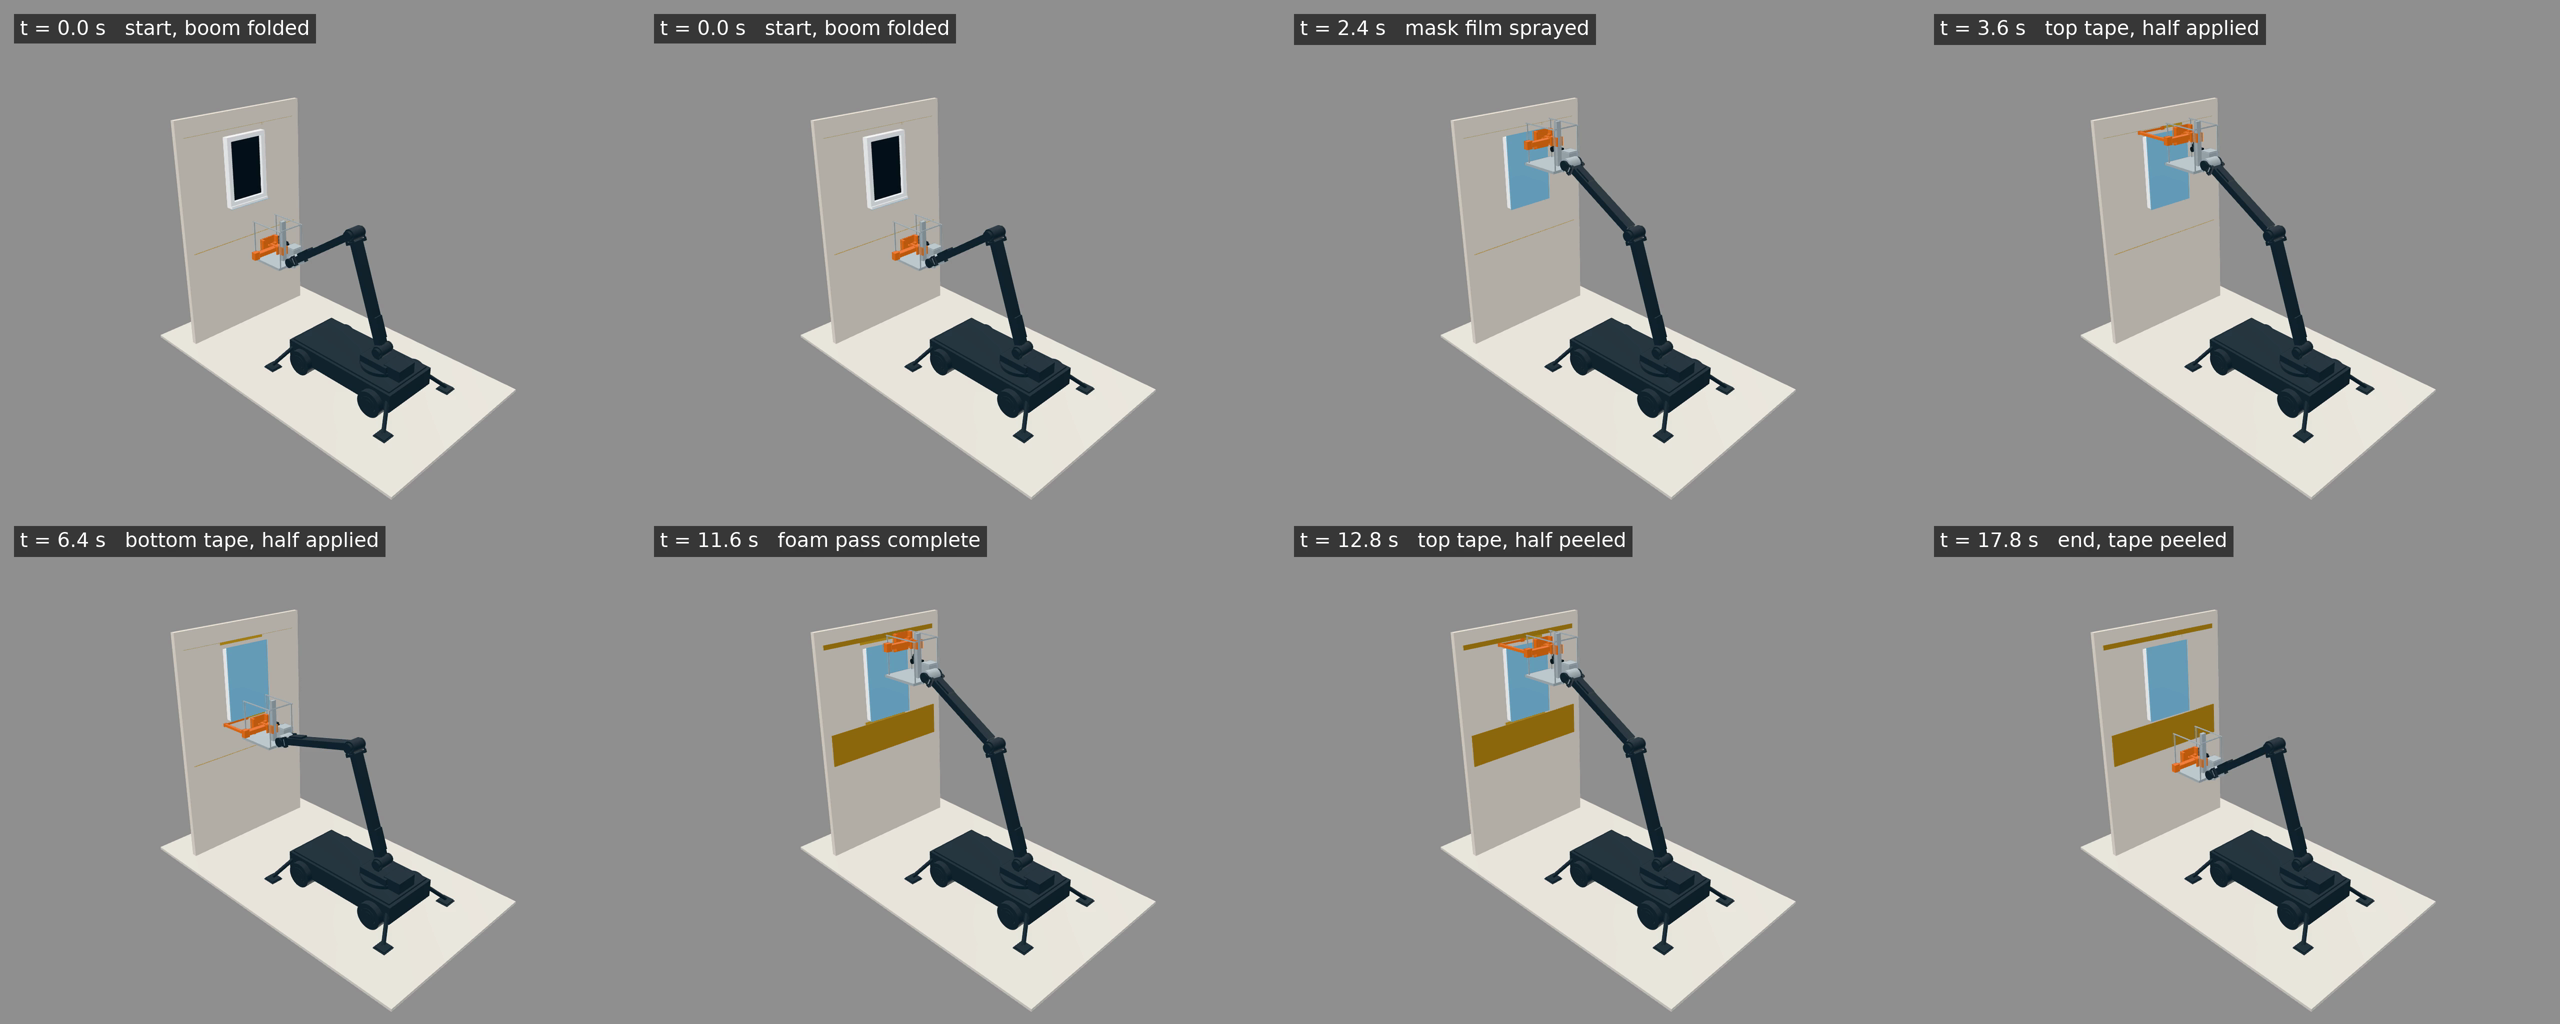 t = 0.0 s   start, boom folded
t = 0.0 s   start, boom folded
t = 2.4 s   mask film sprayed
t = 3.6 s   top tape, half applied
t = 6.4 s   bottom tape, half applied
t = 11.6 s   foam pass complete
t = 12.8 s   top tape, half peeled
t = 17.8 s   end, tape peeled